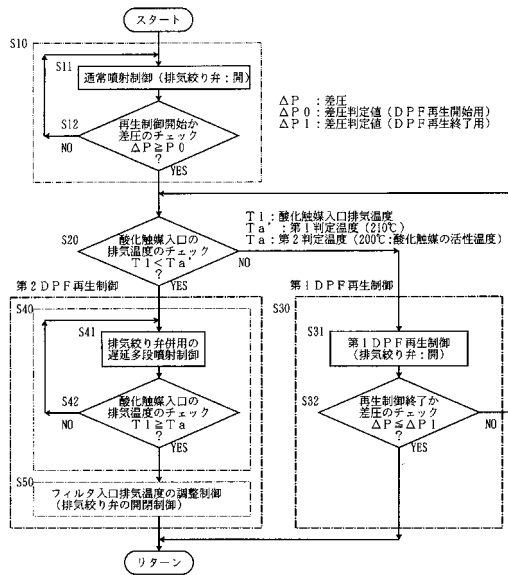 スタート
S10
S11
通常噴射制御(排気絞り弁:開)
S12
再生制御開始か
差圧のチェック
ΔP≧P0
?
NO
YES
ΔP :差圧
ΔP0:差圧判定値(DPF再生開始用)
ΔP1:差圧判定値(DPF再生終了用)
T1:酸化触媒入口排気温度
Ta':第1判定温度(210℃)
Ta:第2判定温度(200℃:酸化触媒の活性温度)
S20
酸化触媒入口の
排気温度のチェック
T1<Ta'
?
NO
YES
第2DPF再生制御
第1DPF再生制御
S40
S41
排気絞り弁併用の
遅延多段噴射制御
S42
酸化触媒入口の
排気温度のチェック
T1≧Ta
?
NO
YES
S30
S31
第1DPF再生制御
(排気絞り弁:開)
S32
再生制御終了か
差圧のチェック
ΔP≦ΔP1
?
NO
YES
S50
フィルタ入口排気温度の調整制御
(排気絞り弁の開閉制御)
リターン